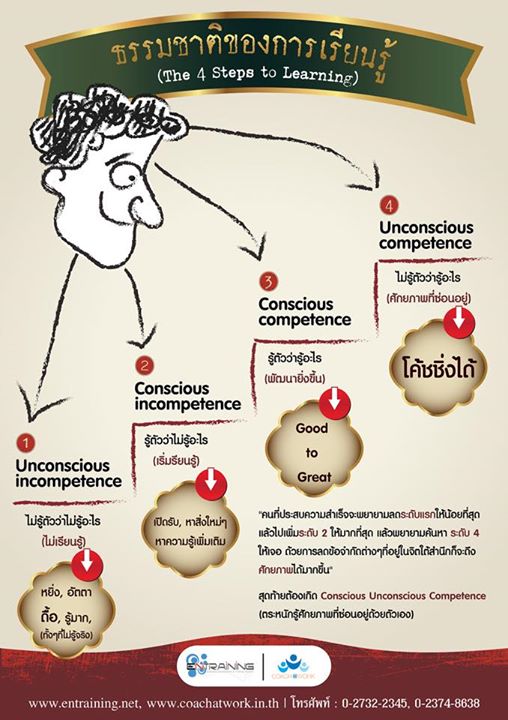 ธรรมชาติของการเรียนรู้
(The 4 Steps to Learning)
4
Unconscious
competence
ไม่รู้ตัวว่ารู้อะไร
(ศักยภาพที่ซ่อนอยู่)
โค้ชชิ่งได้
3
Conscious
competence
รู้ตัวว่ารู้อะไร
(พัฒนายิ่งขึ้น)
Good
to
Great
2
Conscious
incompetence
รู้ตัวว่าไม่รู้อะไร
(เริ่มเรียนรู้)
เปิดรับ, หาสิ่งใหม่ๆ
หาความรู้เพิ่มเติม
1
Unconscious
incompetence
ไม่รู้ตัวว่าไม่รู้อะไร
(ไม่เรียนรู้)
หยิ่ง, อัตตา
ดื้อ, รู้มาก,
(ทั้งๆที่ไม่รู้จริง)
"คนที่ประสบความสำเร็จจะพยายามลดระดับแรกให้น้อยที่สุด
แล้วไปเพิ่มระดับ 2 ให้มากที่สุด แล้วพยายามค้นหา ระดับ 4
ให้เจอ ด้วยการลดข้อจำกัดต่างๆที่อยู่ในจิตใต้สำนึกก็จะดึง
ศักยภาพได้มากขึ้น"
สุดท้ายต้องเกิด Conscious Unconscious Competence
(ตระหนักรู้ศักยภาพที่ซ่อนอยู่ด้วยตัวเอง)
ENTRAINING
COACH@WORK
www.entraining.net, www.coachatwork.in.th | โทรศัพท์ : 0-2732-2345, 0-2374-8638